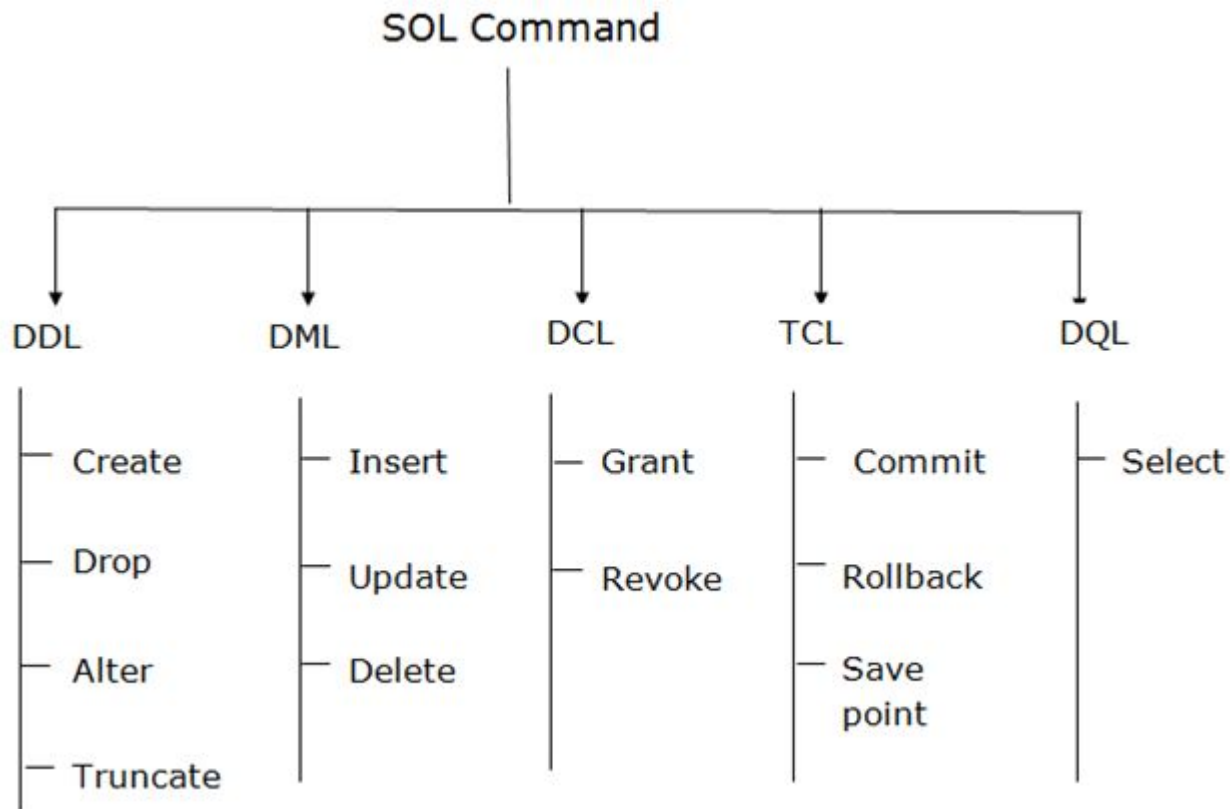 SOL Command
DDL
DML
DCL
TCL
DQL
Create
Insert
Grant
Commit
Select
Drop
Update
Revoke
Rollback
Alter
Delete
Save
point
Truncate